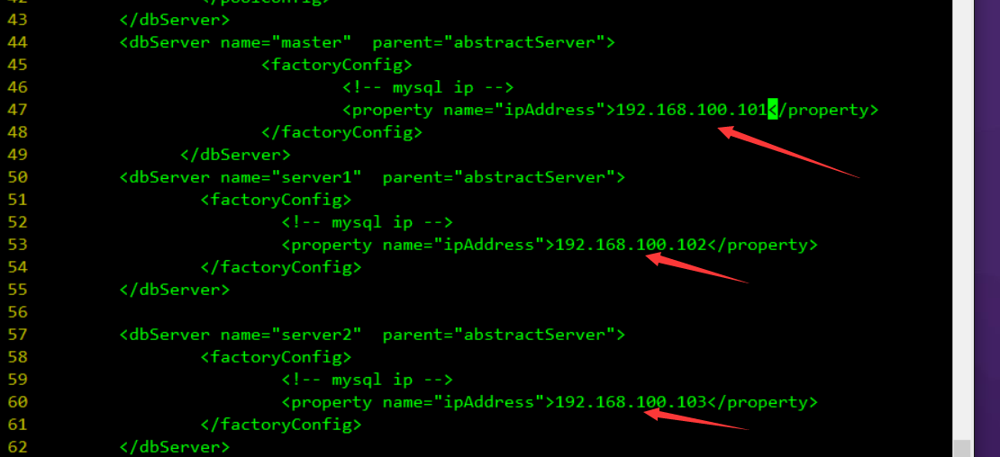 42 </poolConfig>
43 </dbServer>
44 <dbServer name="master" parent="abstractServer">
45 <factoryConfig>
46 <!-- mysql ip -->
47 <property name="ipAddress">192.168.100.101</property>
48 </factoryConfig>
49 </dbServer>
50 <dbServer name="server1" parent="abstractServer">
51 <factoryConfig>
52 <!-- mysql ip -->
53 <property name="ipAddress">192.168.100.102</property>
54 </factoryConfig>
55 </dbServer>
56
57 <dbServer name="server2" parent="abstractServer">
58 <factoryConfig>
59 <!-- mysql ip -->
60 <property name="ipAddress">192.168.100.103</property>
61 </factoryConfig>
62 </dbServer>